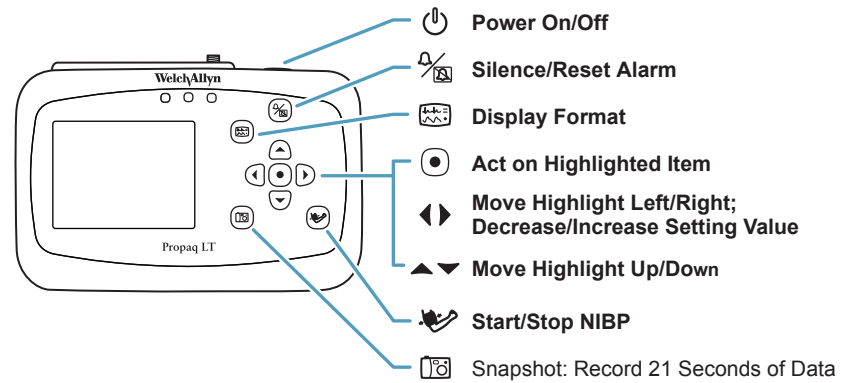 WelchAllyn
Propaq LT
Power On/Off
Silence/Reset Alarm
Display Format
Act on Highlighted Item
Move Highlight Left/Right;
Decrease/Increase Setting Value
Move Highlight Up/Down
Start/Stop NIBP
Snapshot: Record 21 Seconds of Data